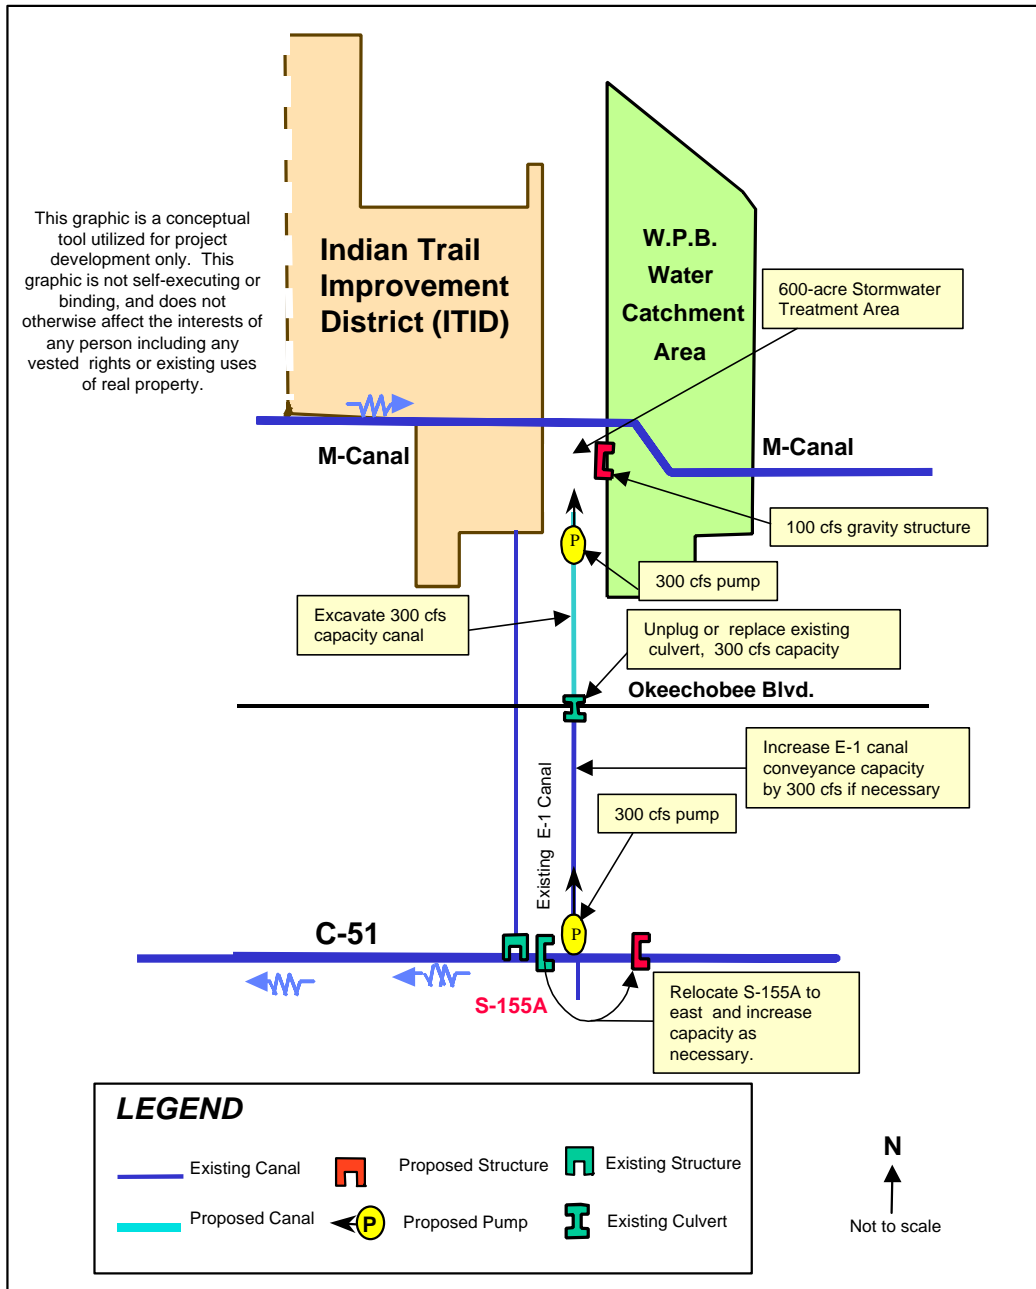 This graphic is a conceptual
tool utilized for project
development only. This
graphic is not self-executing or
binding, and does not
otherwise affect the interests of
any person including any
vested rights or existing uses
of real property.
Indian Trail
Improvement
District (ITID)
W.P.B.
Water
Catchment
Area
600-acre Stormwater
Treatment Area
M-Canal
M-Canal
100 cfs gravity structure
P
300 cfs pump
Excavate 300 cfs
capacity canal
Unplug or replace existing
culvert, 300 cfs capacity
Okeechobee Blvd.
Increase E-1 canal
conveyance capacity
by 300 cfs if necessary
Existing E-1 Canal
300 cfs pump
P
C-51
S-155A
Relocate S-155A to
east and increase
capacity as
necessary.
LEGEND
Existing Canal
Proposed Structure
Existing Structure
Proposed Canal
P
Proposed Pump
Existing Culvert
N
Not to scale